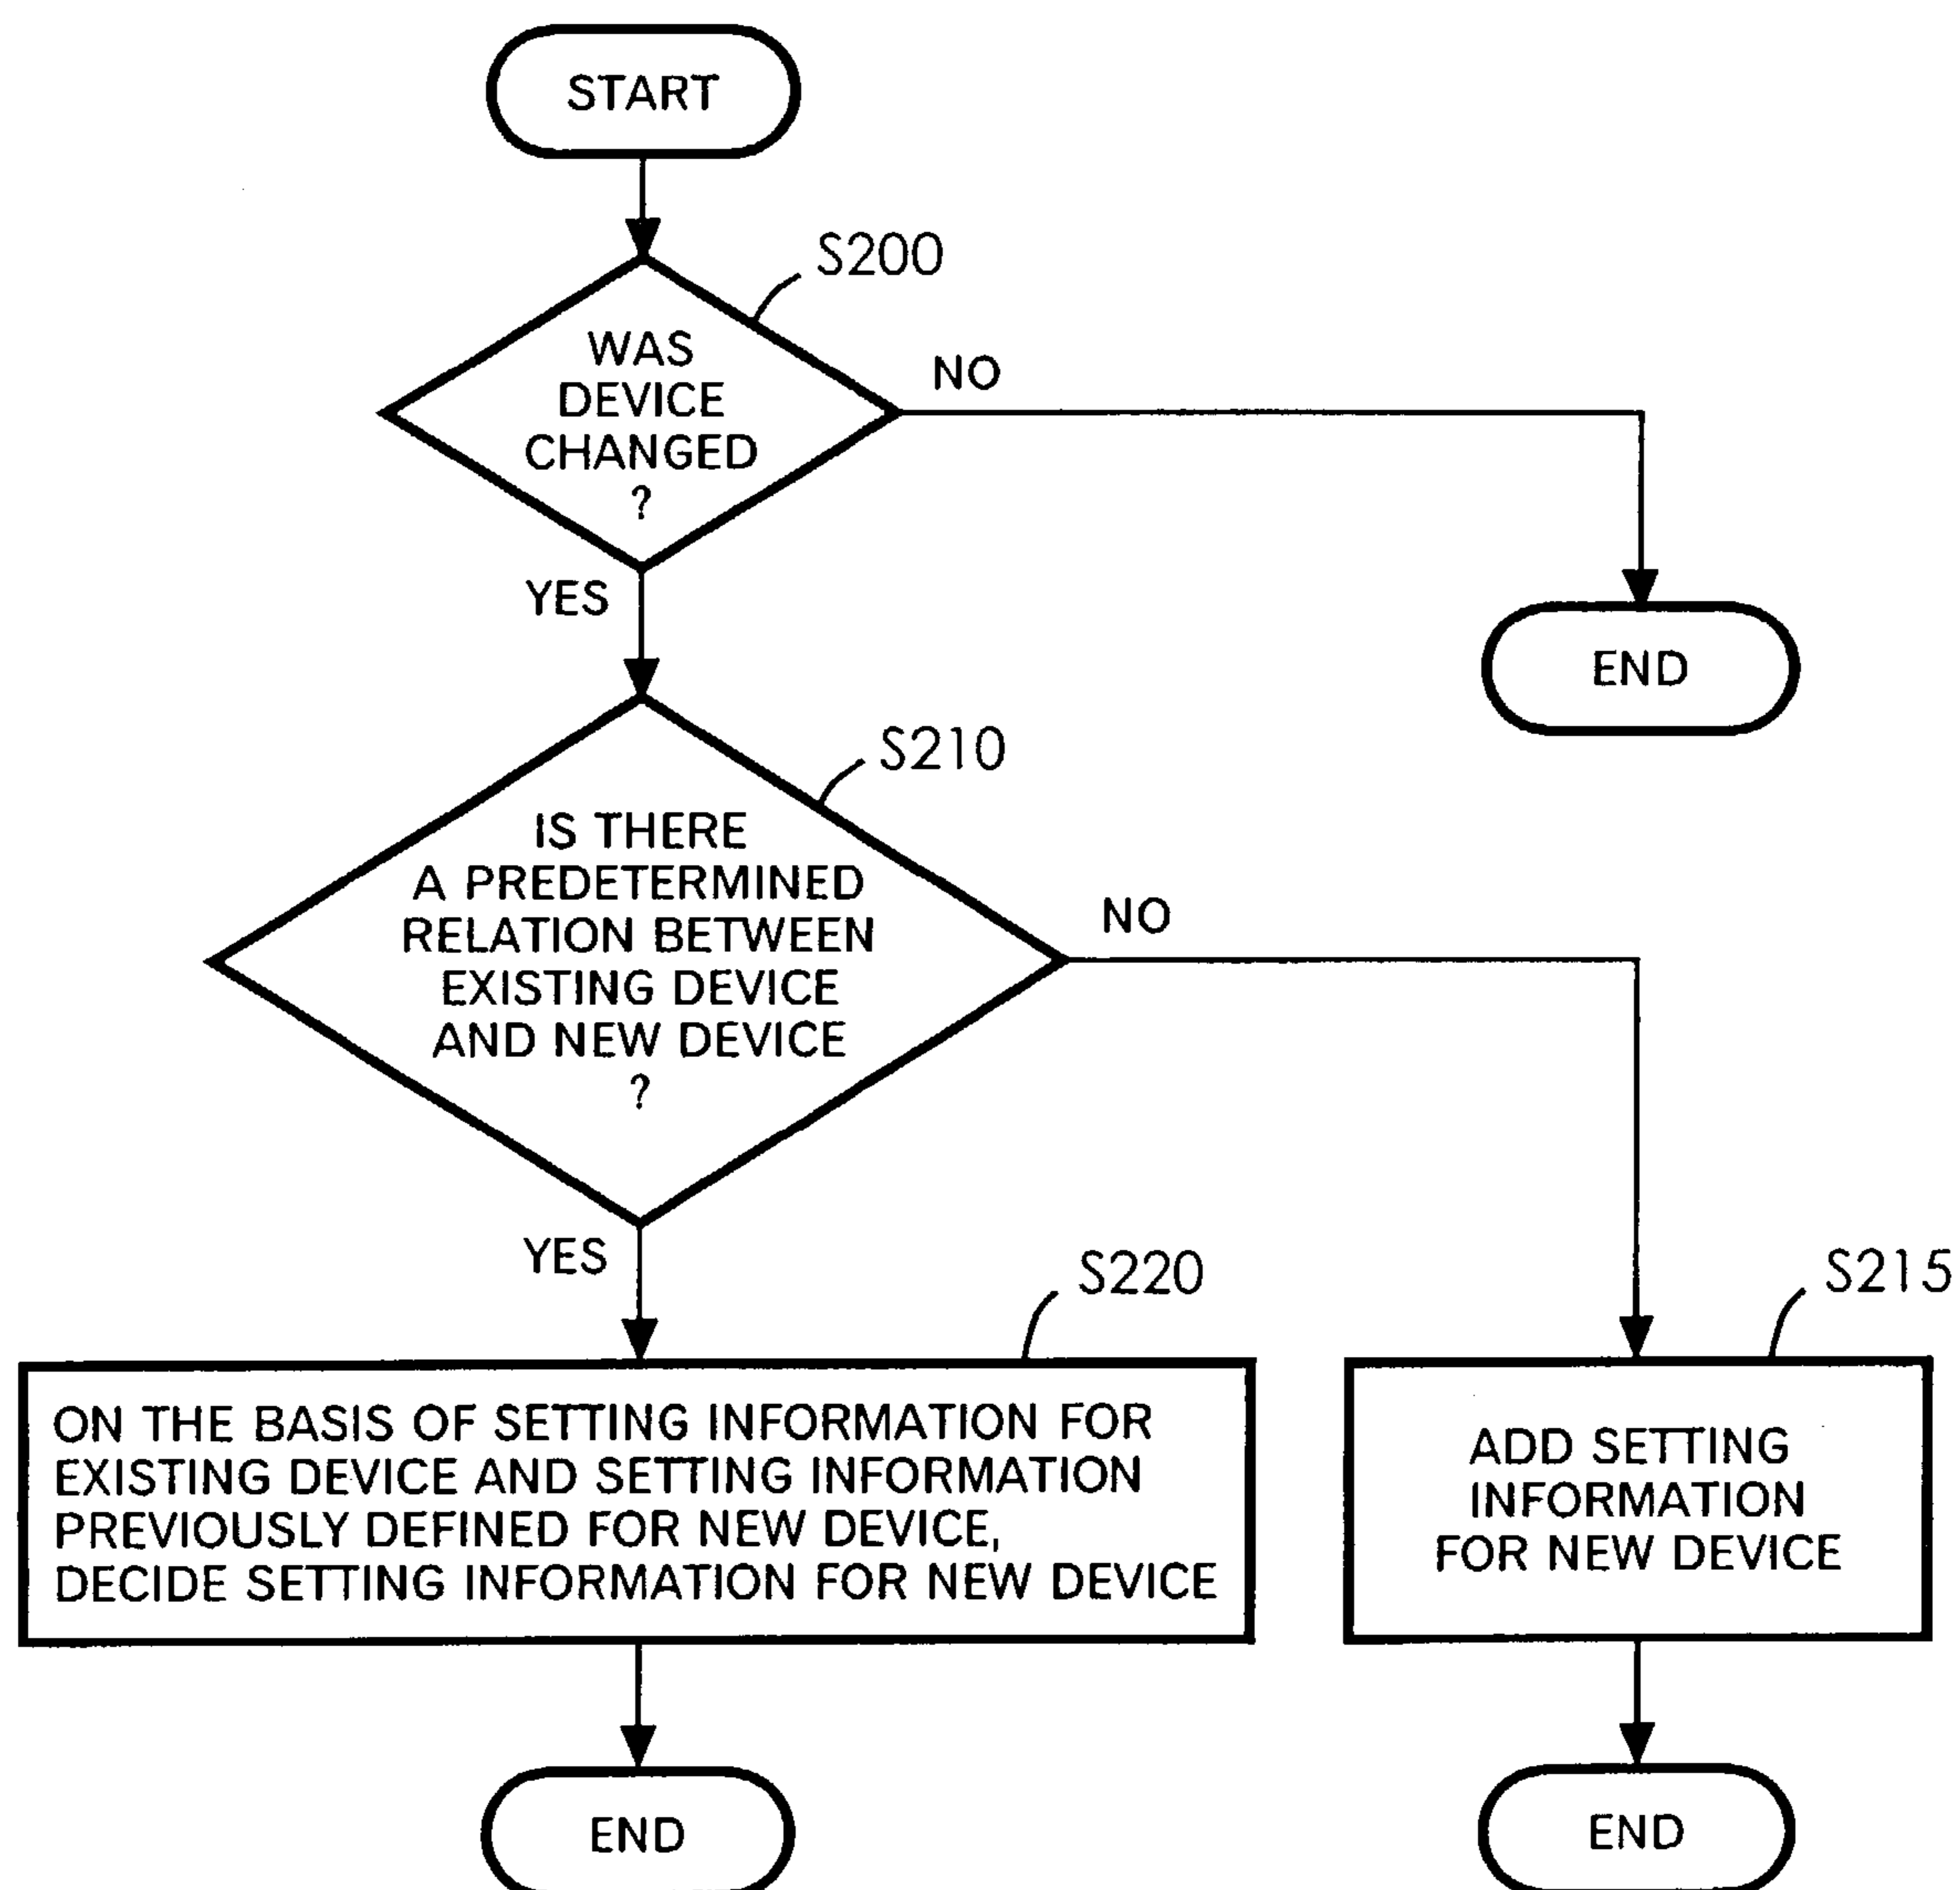 START
S200
WAS
DEVICE
CHANGED
?
NO
YES
END
S210
IS THERE
A PREDETERMINED
RELATION BETWEEN
EXISTING DEVICE
AND NEW DEVICE
?
NO
YES
S220
S215
ON THE BASIS OF SETTING INFORMATION FOR
EXISTING DEVICE AND SETTING INFORMATION
PREVIOUSLY DEFINED FOR NEW DEVICE,
DECIDE SETTING INFORMATION FOR NEW DEVICE
ADD SETTING
INFORMATION
FOR NEW DEVICE
END
END